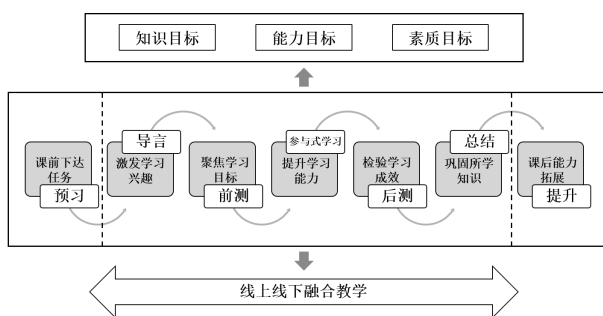 知识目标
能力目标
素质目标
课前下达
任务
预习
导言
激发学习
兴趣
聚焦学习
目标
前测
参与式学习
提升学习
能力
检验学习
成效
后测
总结
巩固所学
知识
课后能力
拓展
提升
线上线下融合教学